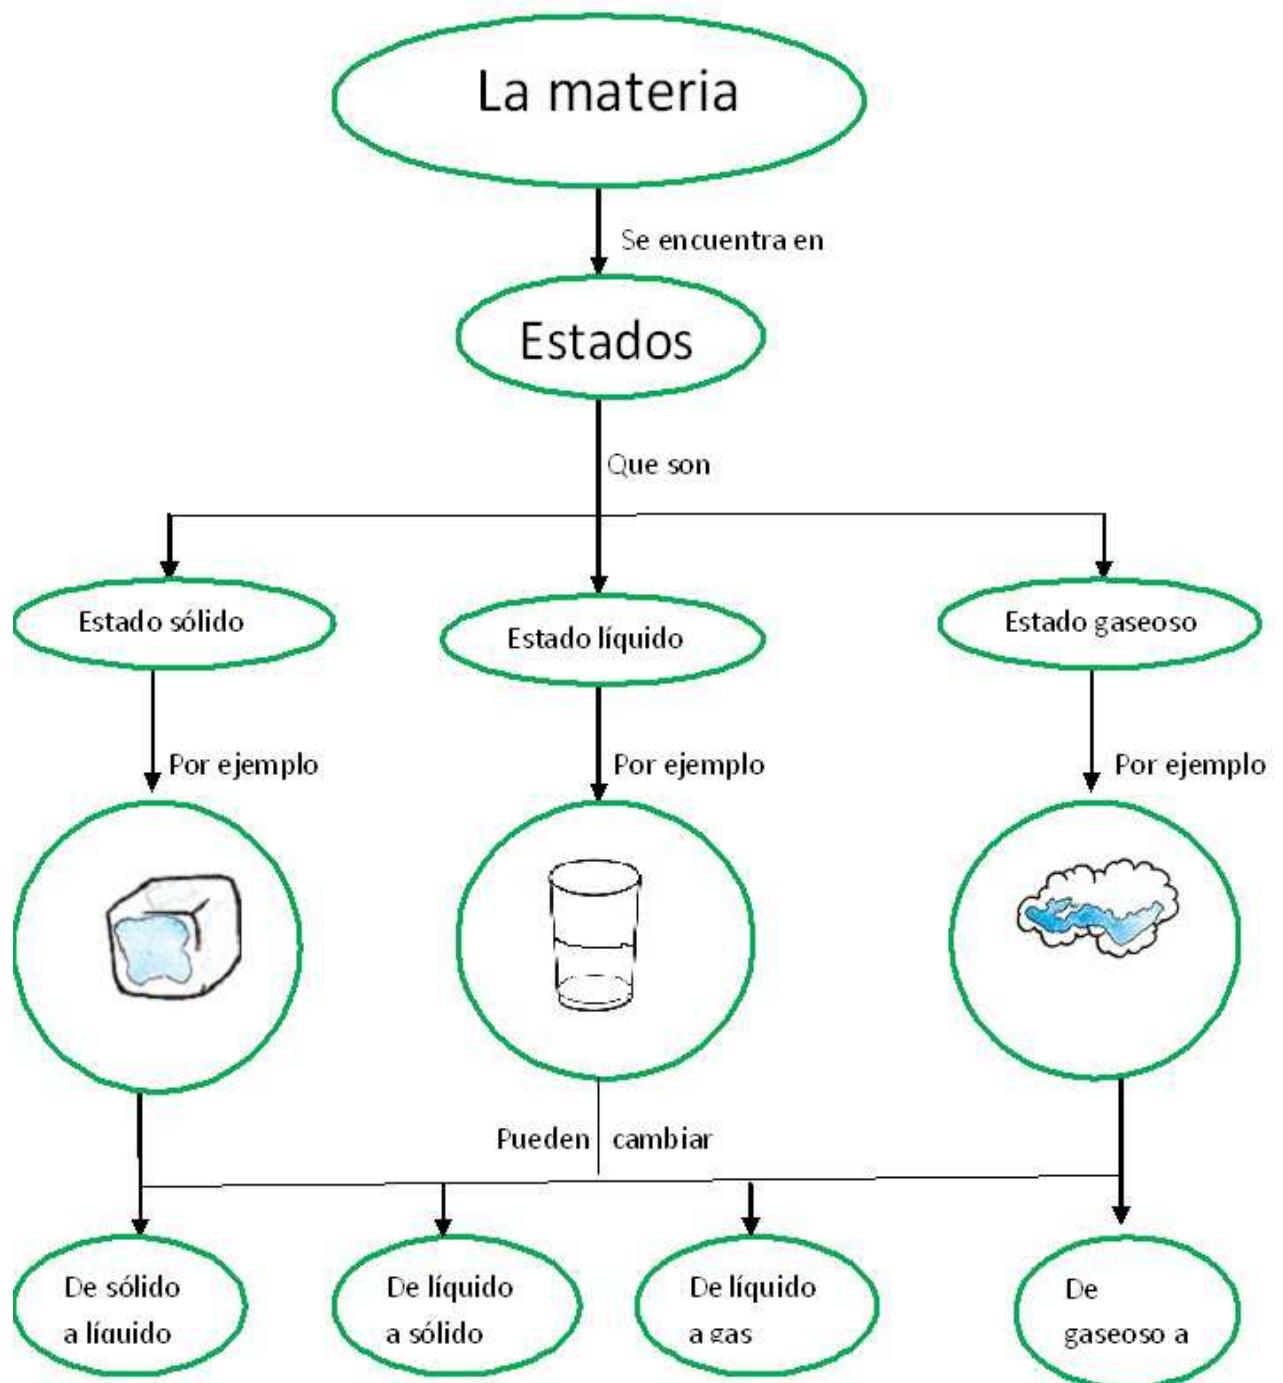 La materia
Se encuentra en
Estados
Que son
Estado sólido
Estado líquido
Estado gaseoso
Por ejemplo
Por ejemplo
Por ejemplo
Pueden cambiar
De sólido
a líquido
De líquido
a sólido
De líquido
a gas
De
gaseoso a